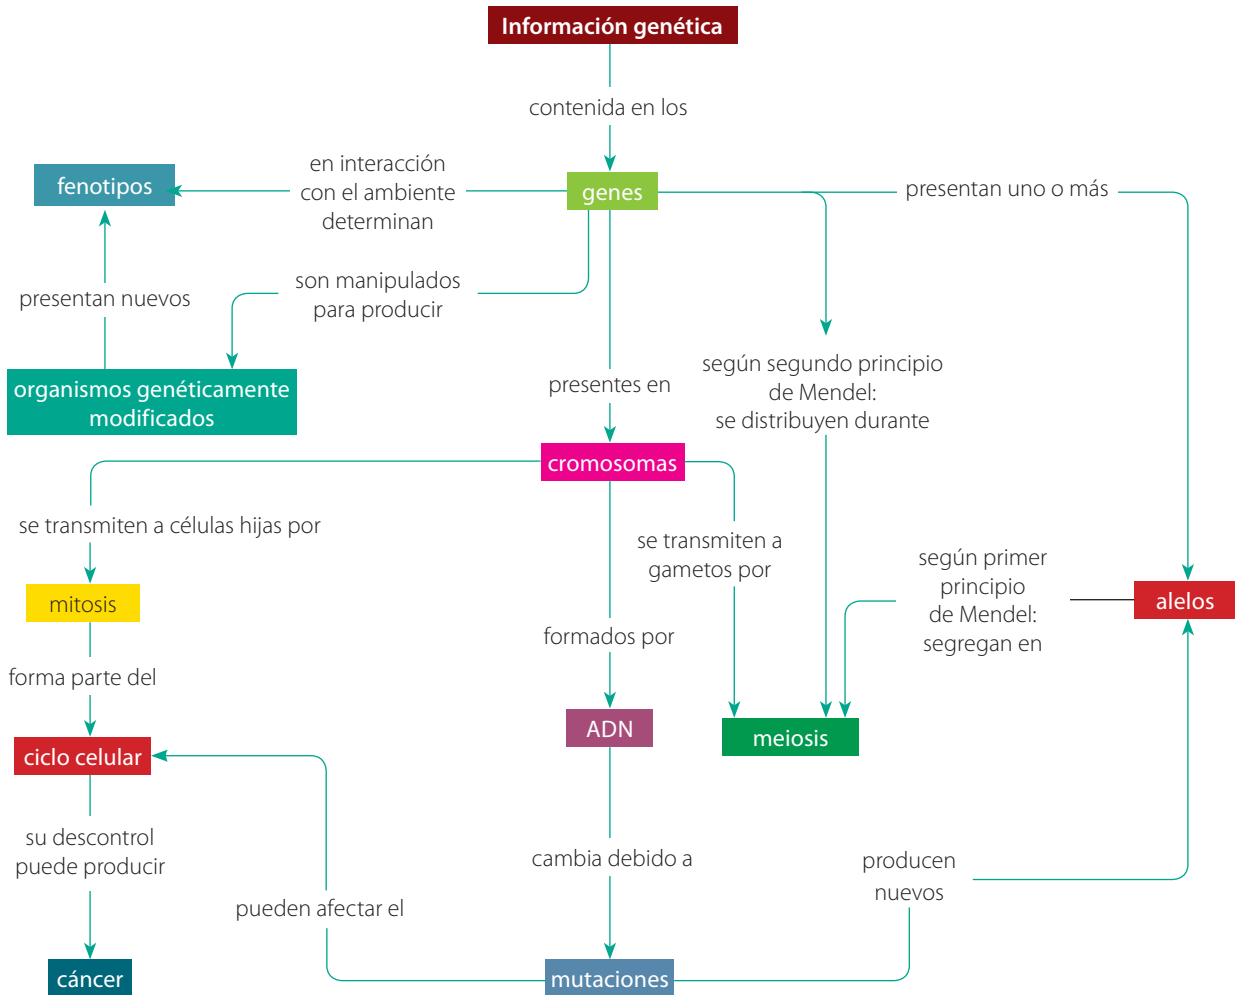 Información genética
contenida en los
fenotipos
en interacción
con el ambiente
determinan
genes
presentan uno o más
presentan nuevos
son manipulados
para producir
organismos genéticamente
modificados
presentes en
según segundo principio
de Mendel:
se distribuyen durante
cromosomas
se transmiten a células hijas por
se transmiten a
gametos por
según primer
principio
de Mendel:
segregan en
mitosis
alelos
formados por
forma parte del
ADN
meiosis
ciclo celular
su descontrol
puede producir
cambia debido a
producen
nuevos
pueden afectar el
cáncer
mutaciones